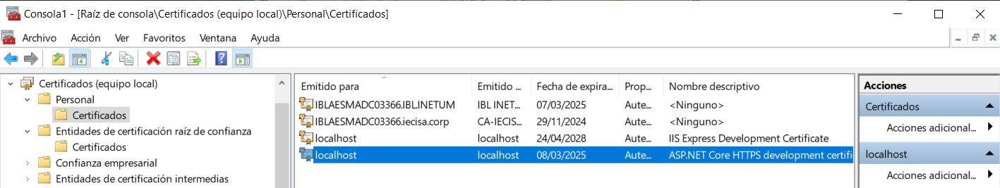 Consola1 - [Raíz de consola\Certificados (equipo local)\Personal\Certificados]
Archivo Acción Ver Favoritos Ventana Ayuda
Certificados (equipo local)
Personal
Certificados
Entidades de certificación raíz de confianza
Certificados
Confianza empresarial
Entidades de certificación intermedias
Emitido para Emitido ... Fecha de expira... Prop... Nombre descriptivo
IBLAESMADC03366.IBL.INETUM IBL INET... 07/03/2025 Aute... <Ninguno>
IBLAESMADC03366.iecisa.corp CA-IECIS... 29/11/2024 Aute... <Ninguno>
localhost localhost 24/04/2028 Aute... IIS Express Development Certificate
localhost localhost 08/03/2025 Aute... ASP.NET Core HTTPS development certifi
Acciones
Certificados
Acciones adicional...
localhost
Acciones adicional...